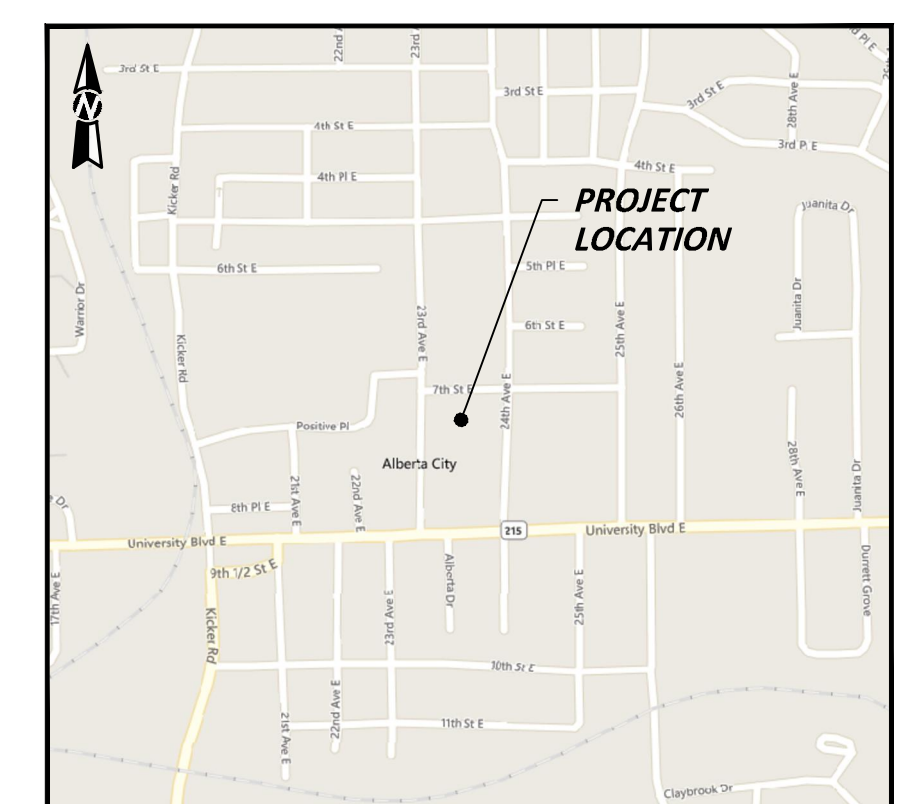 22nd A
23rd A
3rd St E
3rd St E
3rd St E
28th Ave E
d Pl E
4th St E
3rd P. E
N
Kicker Rd
4th Pl E
4th St E
PROJECT
LOCATION
Juanita Dr
6th St E
5th Pl E
Warrior Dr
Juanita Dr
6th St E
23rd Ave E
25th Ave E
Kicker Rd
7th St E
24th Ave E
26th Ave E
Positive Pl
Alberta City
28th Ave E
Juanita Dr
21st Ave E
22nd Ave E
e Dr
8th Pl E
215
University Blvd E
University Blvd E
9th 1/2 St E
17th Ave E
Alberta Dr
25th Ave E
Durrett Grove
23rd Ave E
Kicker Rd
10th St E
22nd Ave E
21st Ave E
11th St E
Claybrook Dr